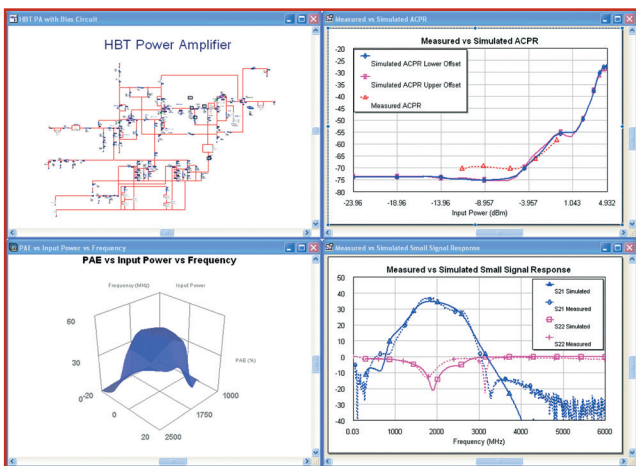 HBT PA with Bias Circuit
HBT Power Amplifier
Measured vs Simulated ACPR
Measured vs Simulated ACPR
Simulated ACPR Lower Offset
Simulated ACPR Upper Offset
Measured ACPR
-20
-25
-30
-35
-40
-45
-50
-55
-60
-65
-70
-75
-80
-23.96 -18.96 -13.96 -8.957 -3.957 1.043 4.932
Input Power (dBm)
PAE vs Input Power vs Frequency
PAE vs Input Power vs Frequency
Frequency (MHz) Input Power
60
30
0
PAE (%)
-20
0
20
1000
1750
2500
Measured vs Simulated Small Signal Response
Measured vs Simulated Small Signal Response
S21 Simulated
S21 Measured
S22 Simulated
S22 Measured
50
40
30
20
10
0
-10
-20
-30
-40
0.03 1000 2000 3000 4000 5000 6000
Frequency (MHz)